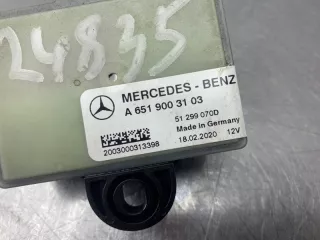 24835
MERCEDES - BENZ
A 651 900 31 03
51 299 070D
Made in Germany
18.02.2020 12V
2003000313398